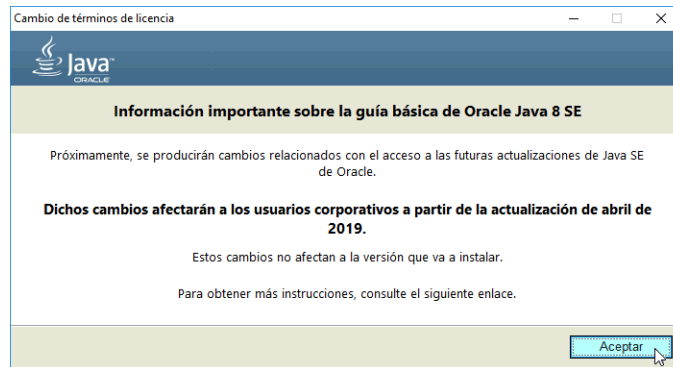 Cambio de términos de licencia
Java™
ORACLE
Información importante sobre la guía básica de Oracle Java 8 SE
Próximamente, se producirán cambios relacionados con el acceso a las futuras actualizaciones de Java SE
de Oracle.
Dichos cambios afectarán a los usuarios corporativos a partir de la actualización de abril de
2019.
Estos cambios no afectan a la versión que va a instalar.
Para obtener más instrucciones, consulte el siguiente enlace.
Aceptar